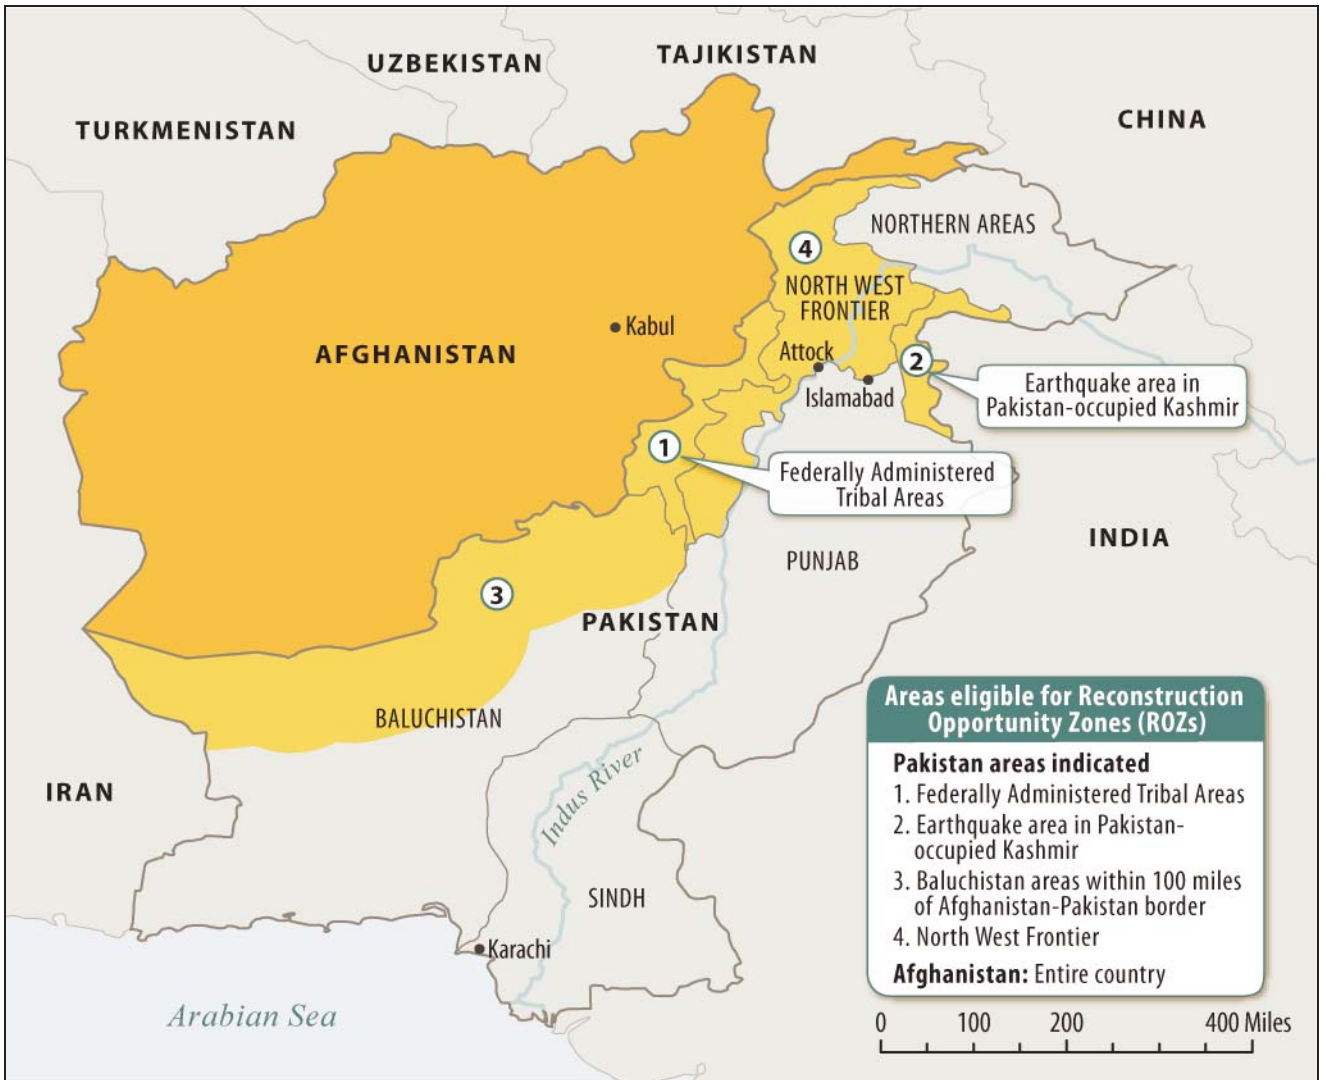 UZBEKISTAN
TAJIKISTAN
TURKMENISTAN
CHINA
NORTHERN AREAS
4
NORTH WEST
FRONTIER
Kabul
AFGHANISTAN
Attock
2
Islamabad
Earthquake area in
Pakistan-occupied Kashmir
1
Federally Administered
Tribal Areas
INDIA
PUNJAB
3
PAKISTAN
BALUCHISTAN
IRAN
Indus River
SINDH
Karachi
Arabian Sea
Areas eligible for Reconstruction
Opportunity Zones (ROZs)
Pakistan areas indicated
1. Federally Administered Tribal Areas
2. Earthquake area in Pakistan-
occupied Kashmir
3. Baluchistan areas within 100 miles
of Afghanistan-Pakistan border
4. North West Frontier
Afghanistan: Entire country
0 100 200 400 Miles